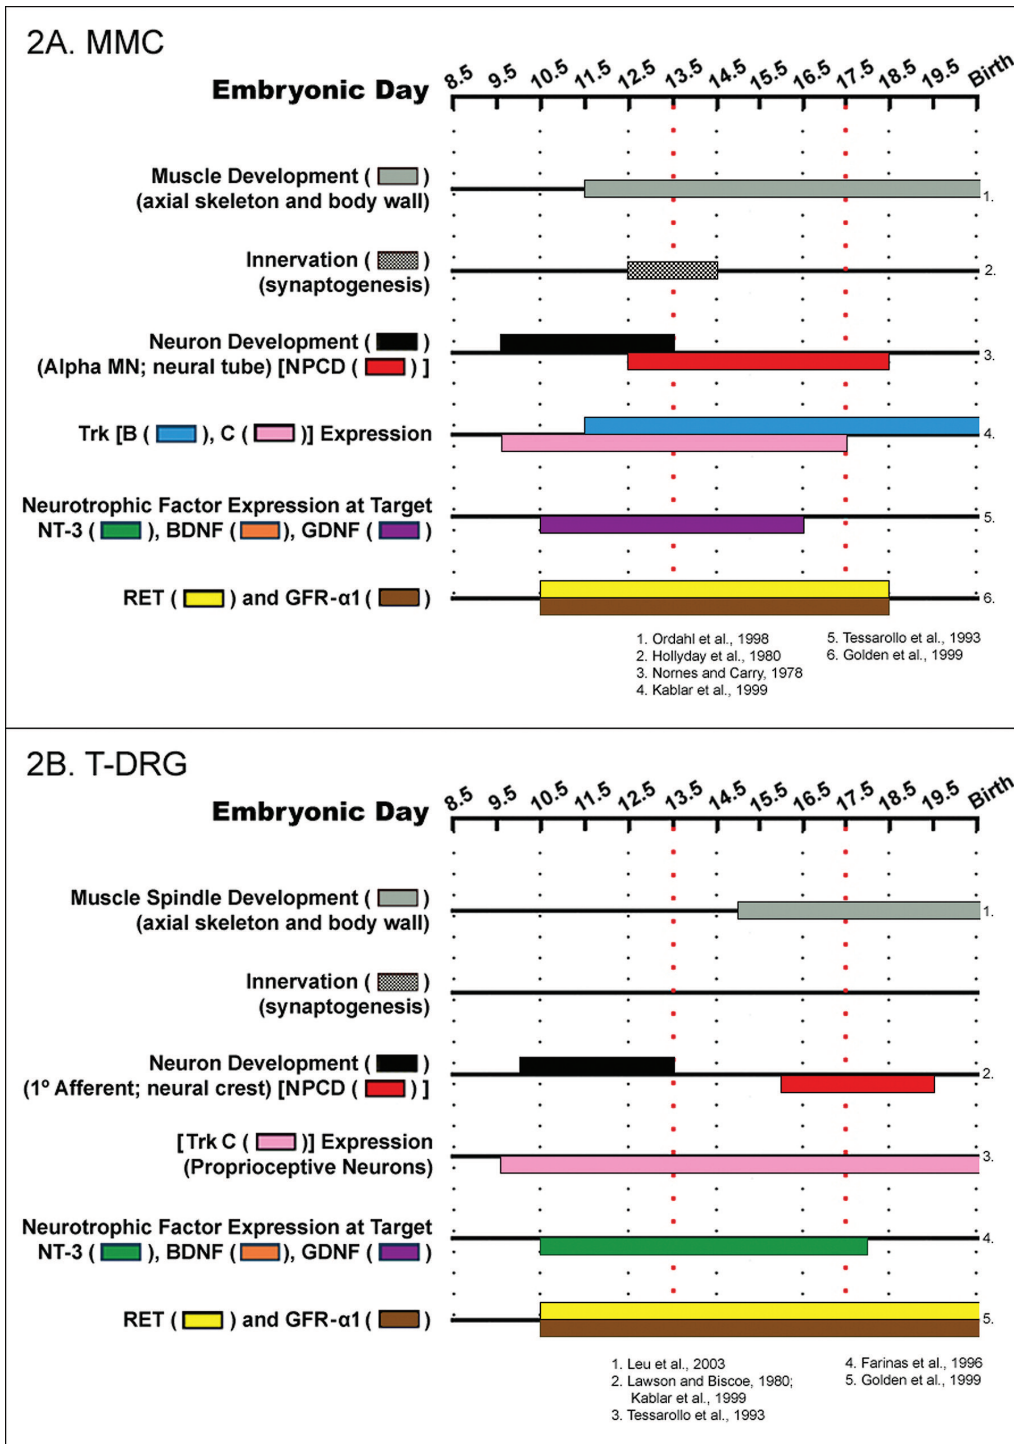 2A. MMC
Embryonic Day
8.5 9.5 10.5 11.5 12.5 13.5 14.5 15.5 16.5 17.5 18.5 19.5 Birth
Muscle Development ( )
(axial skeleton and body wall)
1.
Innervation ( )
(synaptogenesis)
2.
Neuron Development ( )
(Alpha MN; neural tube) [NPCD ( ) ]
3.
Trk [B ( ), C ( )] Expression
4.
Neurotrophic Factor Expression at Target
NT-3 ( ), BDNF ( ), GDNF ( )
5.
RET ( ) and GFR-α1 ( )
6.
1. Ordahl et al., 1998
2. Hollyday et al., 1980
3. Nornes and Carry, 1978
4. Kablar et al., 1999
5. Tessarollo et al., 1993
6. Golden et al., 1999
2B. T-DRG
Embryonic Day
8.5 9.5 10.5 11.5 12.5 13.5 14.5 15.5 16.5 17.5 18.5 19.5 Birth
Muscle Spindle Development ( )
(axial skeleton and body wall)
1.
Innervation ( )
(synaptogenesis)
Neuron Development ( )
(1º Afferent; neural crest) [NPCD ( ) ]
2.
[Trk C ( )] Expression
(Proprioceptive Neurons)
3.
Neurotrophic Factor Expression at Target
NT-3 ( ), BDNF ( ), GDNF ( )
4.
RET ( ) and GFR-α1 ( )
5.
1. Leu et al., 2003
2. Lawson and Biscoe, 1980;
Kablar et al., 1999
3. Tessarollo et al., 1993
4. Farinas et al., 1996
5. Golden et al., 1999